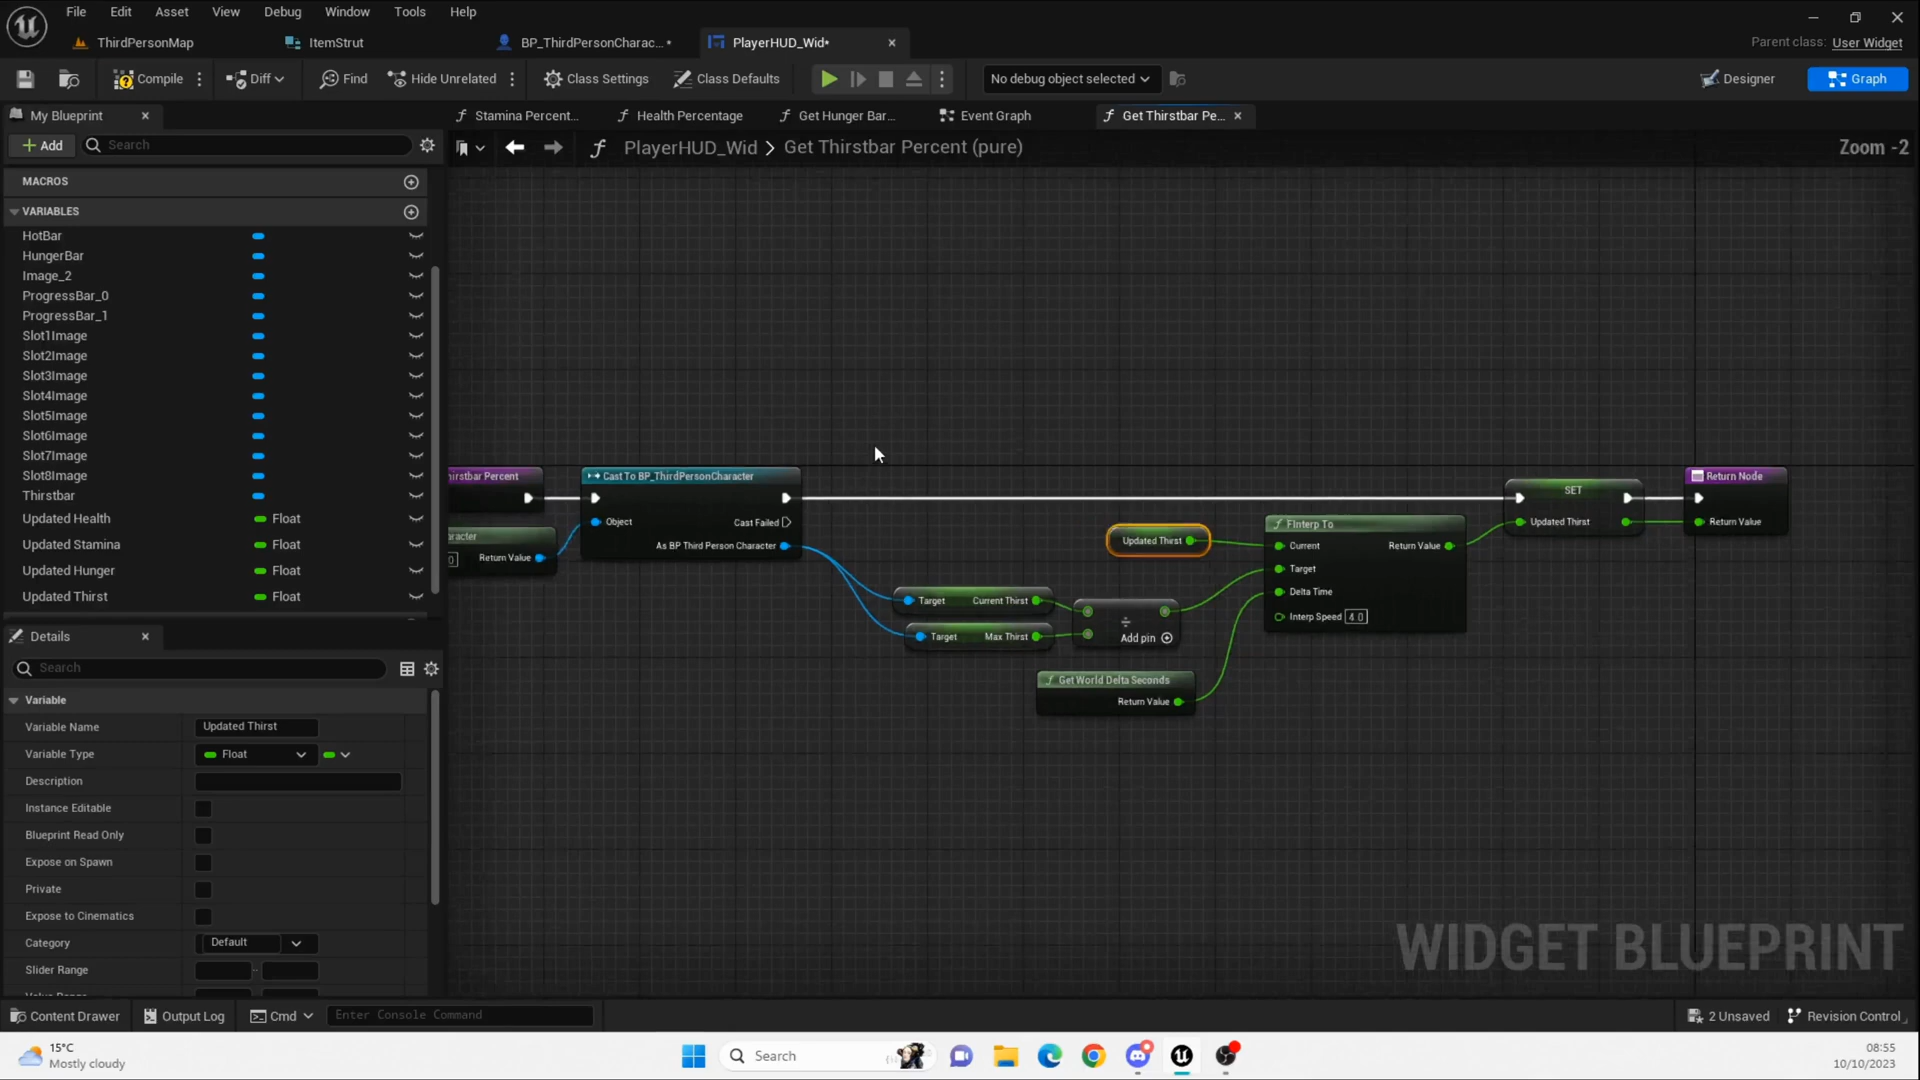 File Edit Asset View Debug Window Tools Help
ThirdPersonMap ItemStrut BP_ThirdPersonCharac...* PlayerHUD_Wid*
Parent class: User Widget
Compile Diff Find Hide Unrelated Class Settings Class Defaults No debug object selected Designer Graph
My Blueprint
Stamina Percent... Health Percentage Get Hunger Bar... Event Graph Get Thirstbar Pe...
Add Search
PlayerHUD_Wid > Get Thirstbar Percent (pure) Zoom -2
MACROS
VARIABLES
HotBar
HungerBar
Image_2
ProgressBar_0
ProgressBar_1
Slot1Image
Slot2Image
Slot3Image
Slot4Image
Slot5Image
Slot6Image
Slot7Image
Slot8Image
Thirstbar
Updated Health Float
Updated Stamina Float
Updated Hunger Float
Updated Thirst Float
hirstbar Percent
aracter
0 Return Value
Cast To BP_ThirdPersonCharacter
Object Cast Failed
As BP Third Person Character
Target Current Thirst
Target Max Thirst
÷
Add pin
Updated Thirst
Get World Delta Seconds
Return Value
FInterp To
Current Return Value
Target
Delta Time
Interp Speed 4.0
SET
Updated Thirst
Return Node
Return Value
Details
Search
Variable
Variable Name Updated Thirst
Variable Type Float
Description
Instance Editable
Blueprint Read Only
Expose on Spawn
Private
Expose to Cinematics
Category Default
Slider Range
WIDGET BLUEPRINT
Content Drawer Output Log Cmd Enter Console Command 2 Unsaved Revision Control
15°C
Mostly cloudy
Search
08:55
10/10/2023